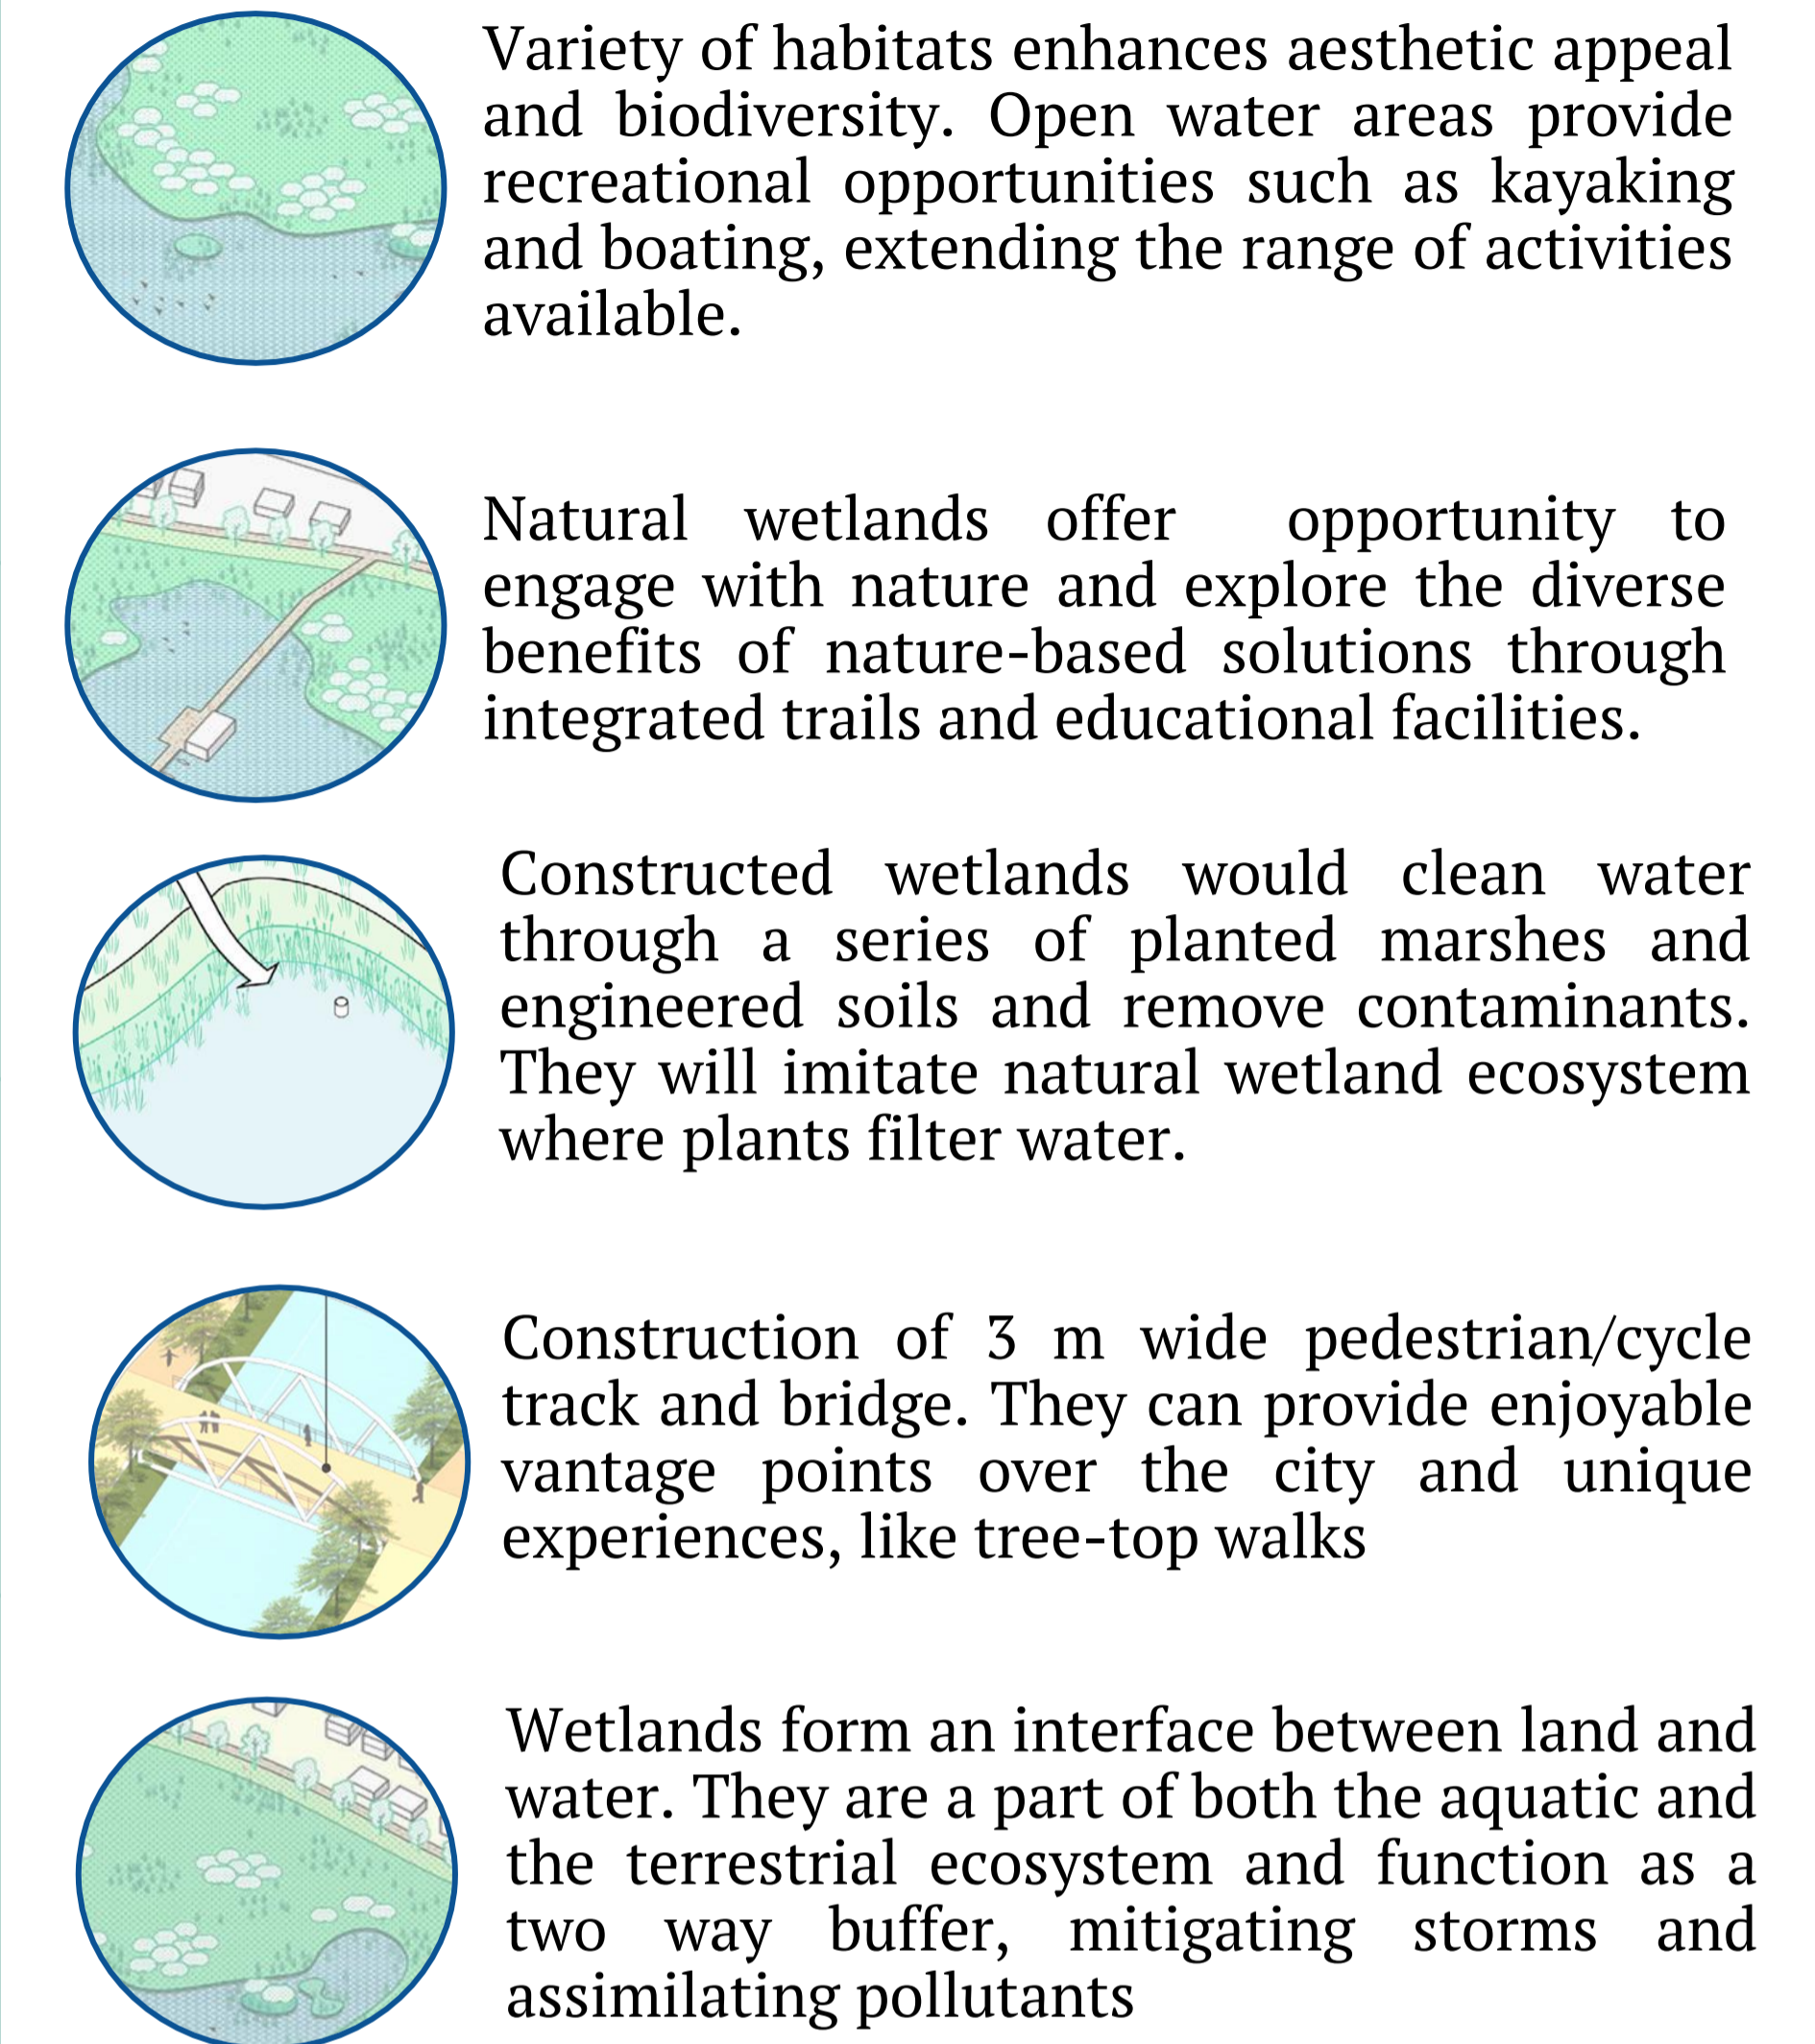 Variety of habitats enhances aesthetic appeal
and biodiversity. Open water areas provide
recreational opportunities such as kayaking
and boating, extending the range of activities
available.
Natural wetlands offer opportunity to
engage with nature and explore the diverse
benefits of nature-based solutions through
integrated trails and educational facilities.
Constructed wetlands would clean water
through a series of planted marshes and
engineered soils and remove contaminants.
They will imitate natural wetland ecosystem
where plants filter water.
Construction of 3 m wide pedestrian/cycle
track and bridge. They can provide enjoyable
vantage points over the city and unique
experiences, like tree-top walks
Wetlands form an interface between land and
water. They are a part of both the aquatic and
the terrestrial ecosystem and function as a
two way buffer, mitigating storms and
assimilating pollutants